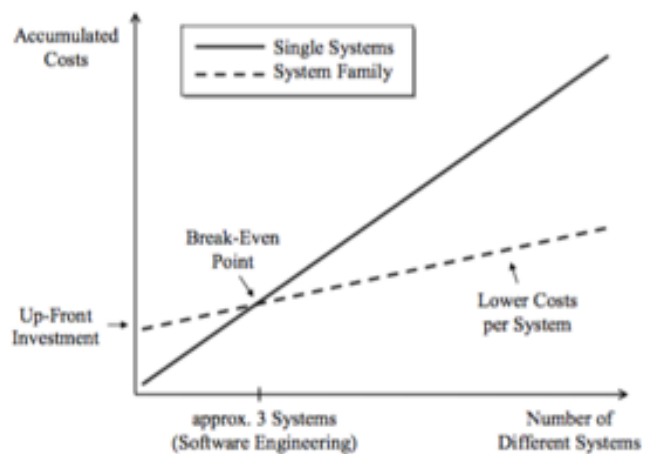 Accumulated
Costs
Single Systems
System Family
Break-Even
Point
Up-Front
Investment
Lower Costs
per System
approx. 3 Systems
(Software Engineering)
Number of
Different Systems